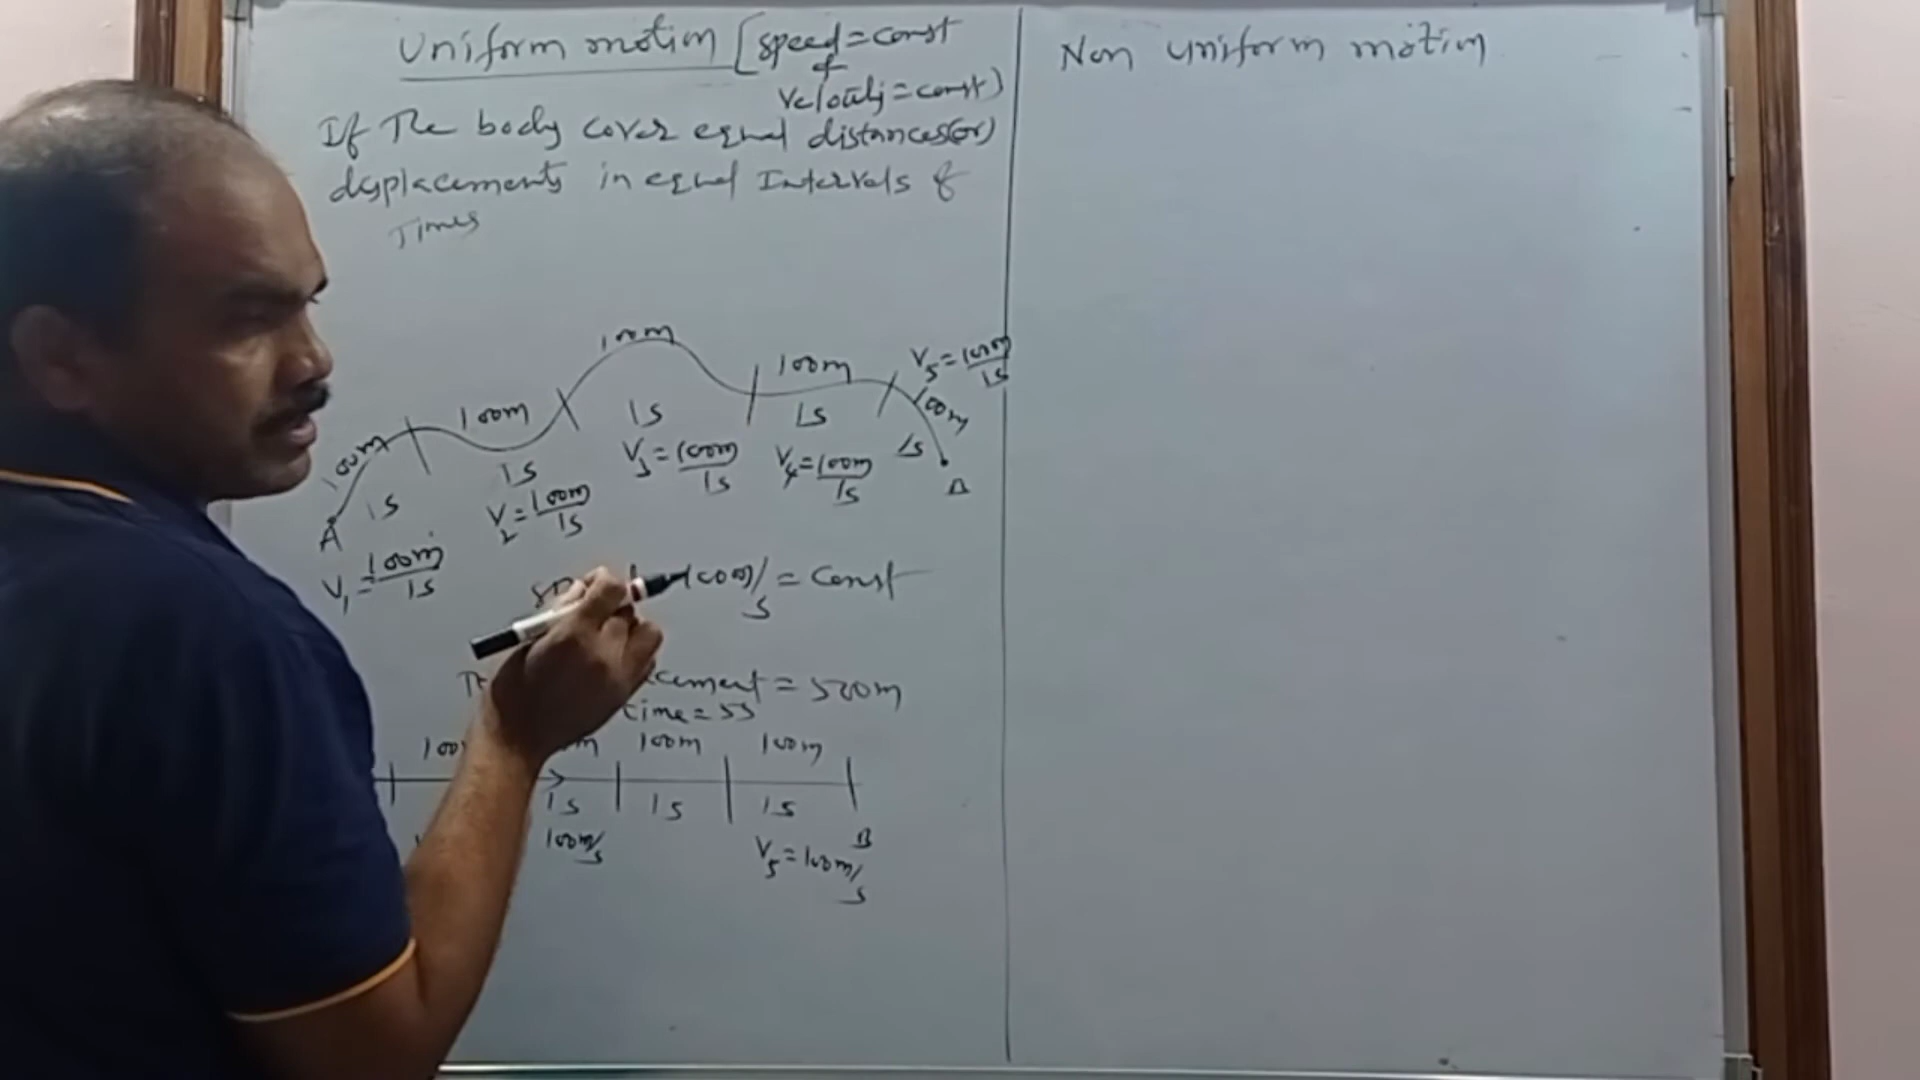 Uniform motion [speed = const
&
velocity = const)
If The body cover equal distances(or)
displacements in equal Intervals of
Times
Non uniform motion
100m
100m
100m
100m
100m
1s
1s
1s
1s
1s
A
B
V1 = 100m/1s
V2 = 100m/1s
V3 = 100m/1s
V4 = 100m/1s
V5 = 100m/1s
100m/s = Const
= 500m
time = 5s
100m 100m
1s 1s 1s
100m/s
B
V5 = 100m/s